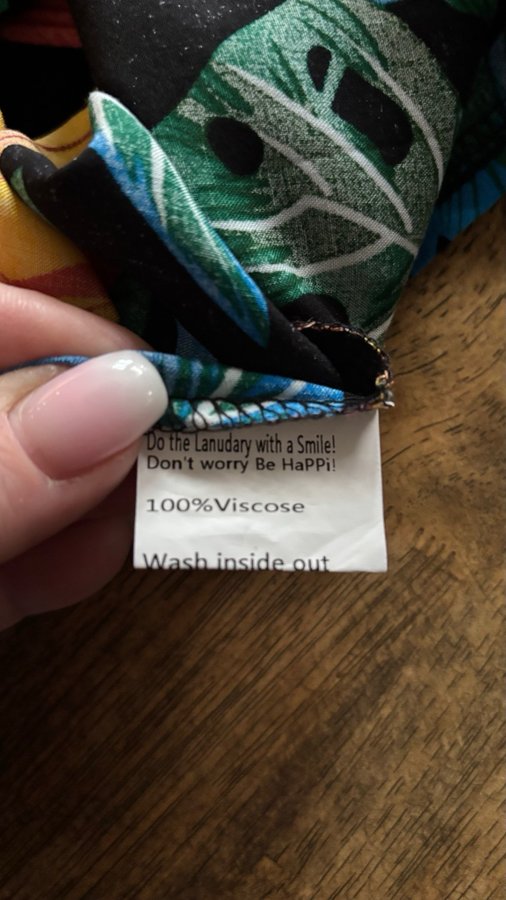 Do the Lanudary with a Smile!
Don't worry Be HaPPi!
100%Viscose
Wash inside out